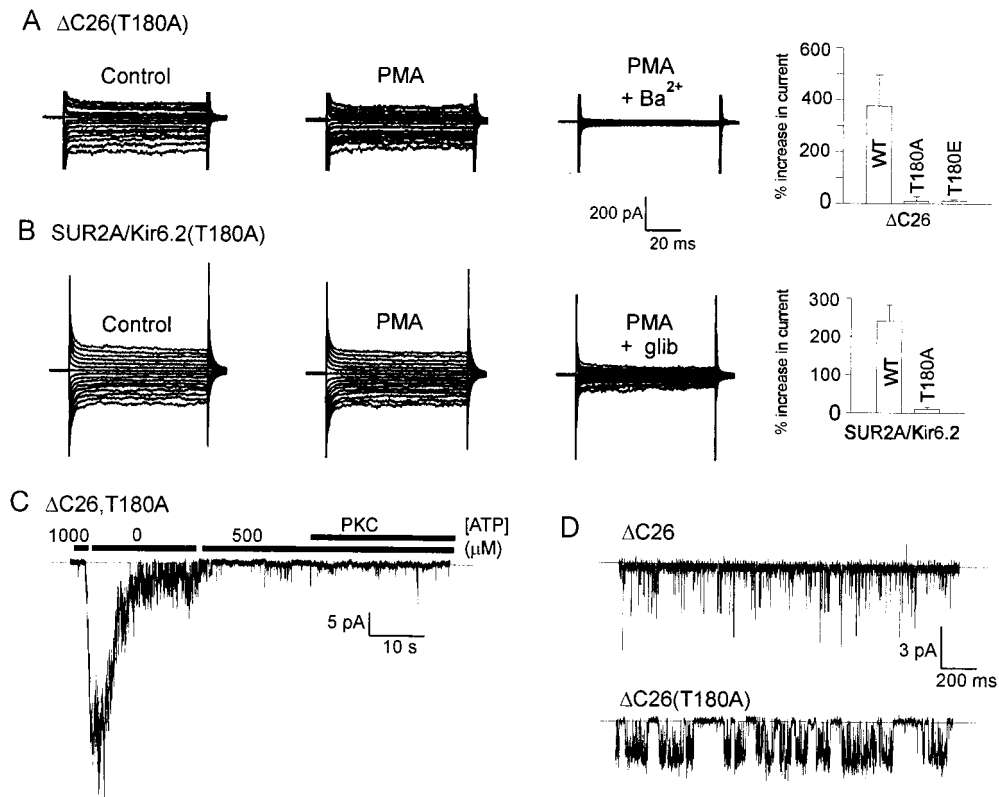 A ΔC26(T180A)
Control
PMA
PMA
+ Ba²⁺
200 pA
20 ms
% increase in current
600
400
200
0
WT
T180A
T180E
ΔC26
B SUR2A/Kir6.2(T180A)
Control
PMA
PMA
+ glib
% increase in current
300
200
100
0
WT
T180A
SUR2A/Kir6.2
C ΔC26,T180A
PKC
1000 0 500 [ATP]
(μM)
5 pA
10 s
D ΔC26
3 pA
200 ms
ΔC26(T180A)